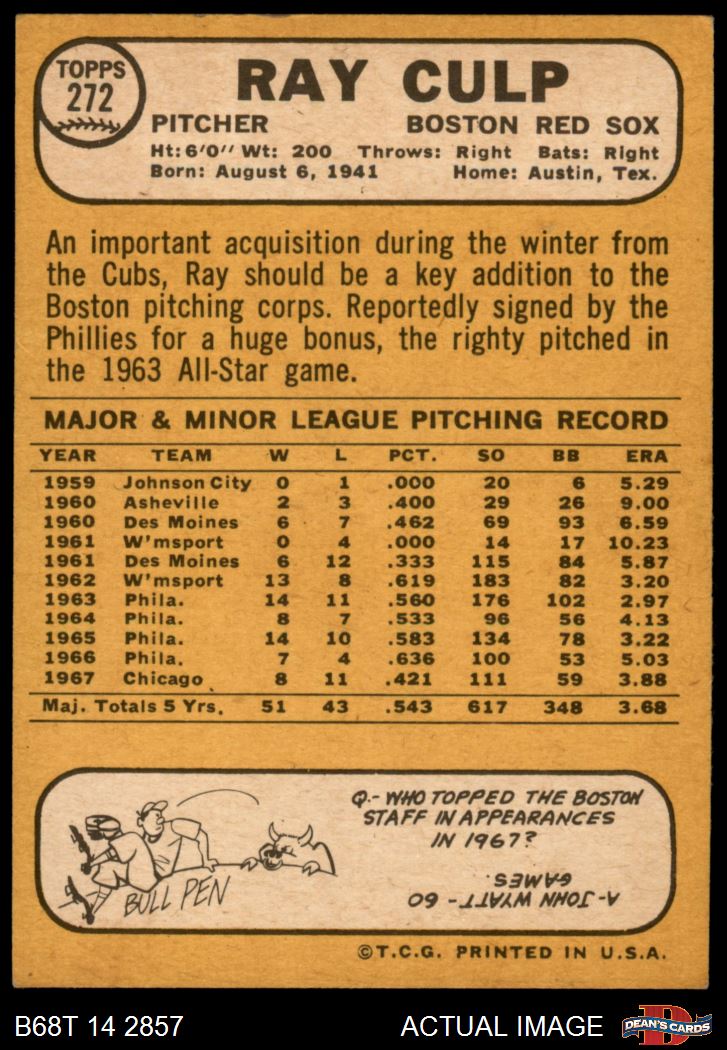 TOPPS
272
RAY CULP
PITCHER BOSTON RED SOX
Ht: 6'0" Wt: 200 Throws: Right Bats: Right
Born: August 6, 1941 Home: Austin, Tex.
An important acquisition during the winter from
the Cubs, Ray should be a key addition to the
Boston pitching corps. Reportedly signed by the
Phillies for a huge bonus, the righty pitched in
the 1963 All-Star game.
MAJOR & MINOR LEAGUE PITCHING RECORD
YEAR TEAM W L PCT. SO BB ERA
1959 Johnson City 0 1 .000 20 6 5.29
1960 Asheville 2 3 .400 29 26 9.00
1960 Des Moines 6 7 .462 69 93 6.59
1961 W'msport 0 4 .000 14 17 10.23
1961 Des Moines 6 12 .333 115 84 5.87
1962 W'msport 13 8 .619 183 82 3.20
1963 Phila. 14 11 .560 176 102 2.97
1964 Phila. 8 7 .533 96 56 4.13
1965 Phila. 14 10 .583 134 78 3.22
1966 Phila. 7 4 .636 100 53 5.03
1967 Chicago 8 11 .421 111 59 3.88
Maj. Totals 5 Yrs. 51 43 .543 617 348 3.68
Q.- WHO TOPPED THE BOSTON
STAFF IN APPEARANCES
IN 1967?
A- JOHN WYATT - 60
GAMES.
BULL PEN
©T.C.G. PRINTED IN U.S.A.
B68T 14 2857 ACTUAL IMAGE
D
DEAN'S CARDS